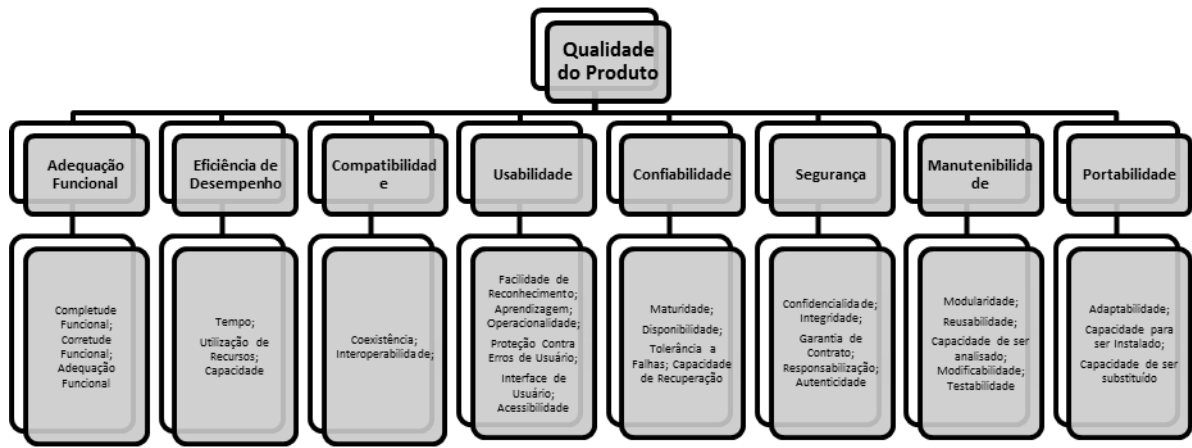 Qualidade
do Produto
Adequação
Funcional
Eficiência de
Desempenho
Compatibilidad
e
Usabilidade
Confiabilidade
Segurança
Manutenibilida
de
Portabilidade
Completude
Funcional;
Corretude
Funcional;
Adequação
Funcional
Tempo;
Utilização de
Recursos;
Capacidade
Coexistência;
Interoperabilidade;
Facilidade de
Reconhecimento;
Aprendizagem;
Operacionalidade;
Proteção Contra
Erros de Usuário;
Interface de
Usuário;
Acessibilidade
Maturidade;
Disponibilidade;
Tolerância a
Falhas; Capacidade
de Recuperação
Confidencialidade;
Integridade;
Garantia de
Contrato;
Responsabilização;
Autenticidade
Modularidade;
Reusabilidade;
Capacidade de ser
analisado;
Modificabilidade;
Testabilidade
Adaptabilidade;
Capacidade para
ser Instalado;
Capacidade de ser
substituído